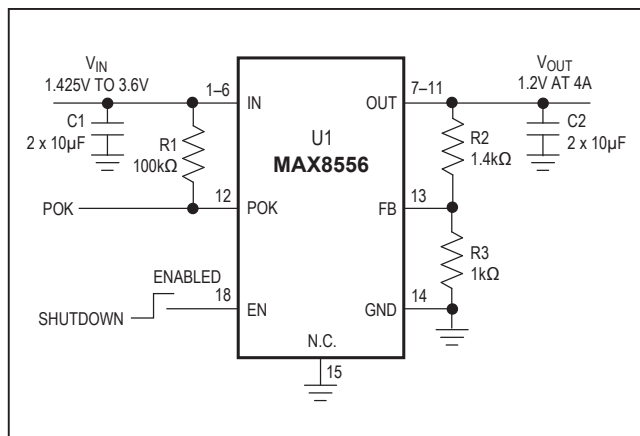 VIN
1.425V TO 3.6V
C1
2 x 10µF
R1
100kΩ
1–6
IN
POK
12
POK
ENABLED
SHUTDOWN
18
EN
U1
MAX8556
N.C.
15
OUT
7–11
VOUT
1.2V AT 4A
R2
1.4kΩ
C2
2 x 10µF
FB
13
R3
1kΩ
GND
14